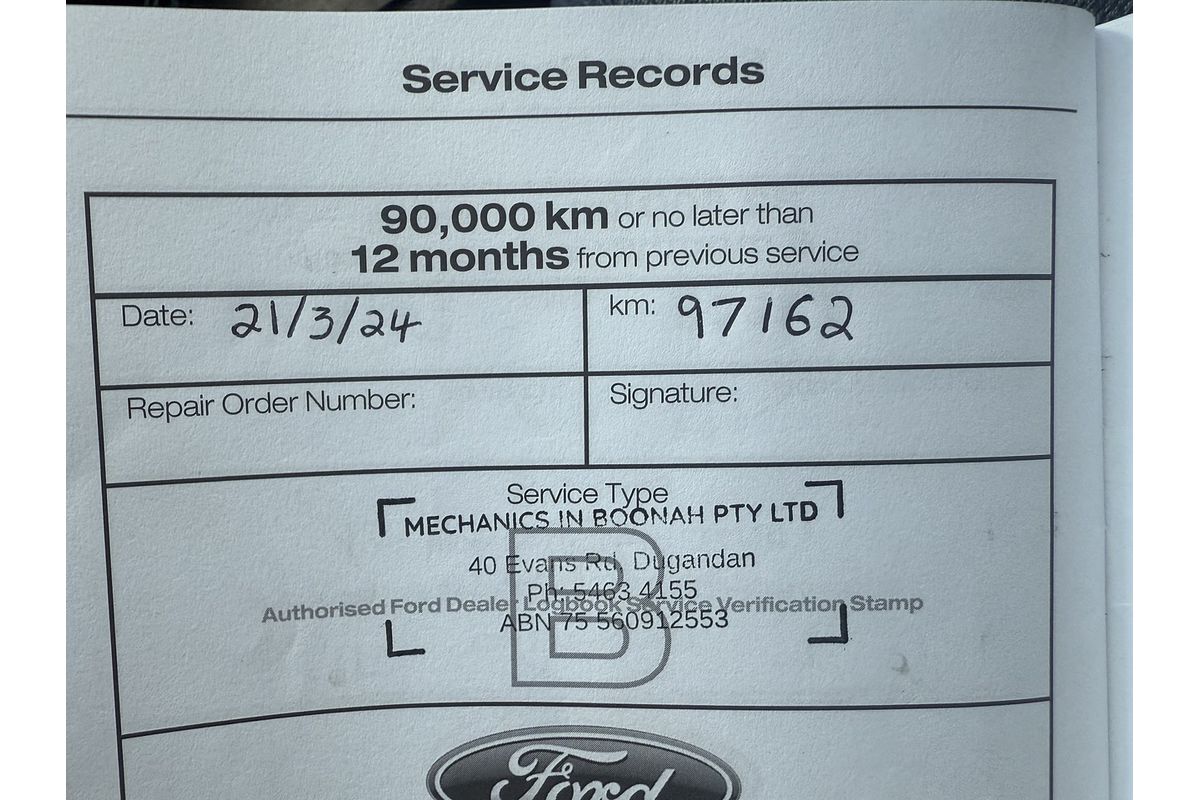 Service Records
90,000 km or no later than
12 months from previous service
Date: 21/3/24
km: 97162
Repair Order Number:
Signature:
Service Type
MECHANICS IN BOONAH PTY LTD
40 Evans Rd, Dugandan
Ph: 5463 4155
Authorised Ford Dealer Logbook Service Verification Stamp
ABN 75 560912553
B
Ford